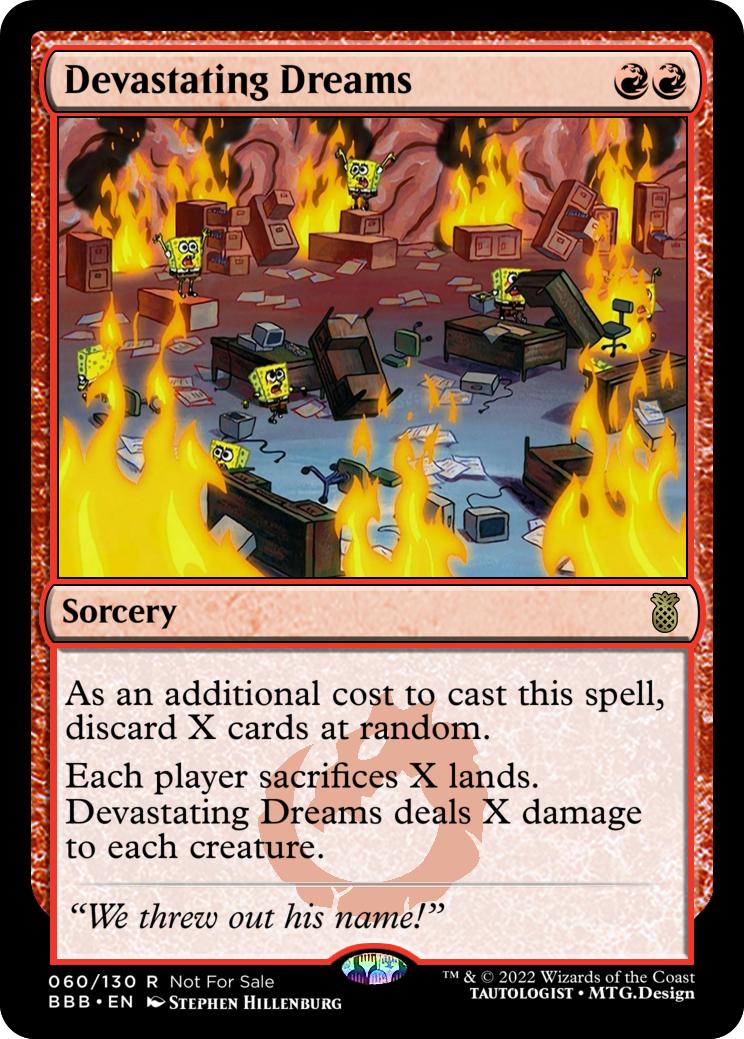 Devastating Dreams
Sorcery
As an additional cost to cast this spell,
discard X cards at random.
Each player sacrifices X lands.
Devastating Dreams deals X damage
to each creature.
“We threw out his name!”
060/130 R Not For Sale
BBB • EN STEPHEN HILLENBURG
™ & © 2022 Wizards of the Coast
TAUTOLOGIST • MTG.Design